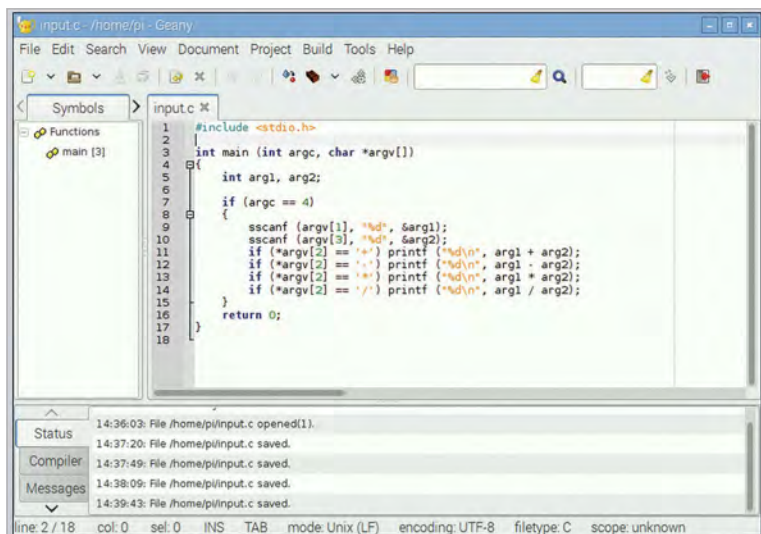 input.c - /home/pi - Geany
File Edit Search View Document Project Build Tools Help
Symbols
input.c
Functions
main [3]
1 #include <stdio.h>
2
3 int main (int argc, char *argv[])
4 {
5 int arg1, arg2;
6
7 if (argc == 4)
8 {
9 sscanf (argv[1], "%d", &arg1);
10 sscanf (argv[3], "%d", &arg2);
11 if (*argv[2] == '+') printf ("%d\n", arg1 + arg2);
12 if (*argv[2] == '-') printf ("%d\n", arg1 - arg2);
13 if (*argv[2] == '*') printf ("%d\n", arg1 * arg2);
14 if (*argv[2] == '/') printf ("%d\n", arg1 / arg2);
15 }
16 return 0;
17 }
18
Status
Compiler
Messages
14:36:03: File /home/pi/input.c opened(1).
14:37:20: File /home/pi/input.c saved.
14:37:49: File /home/pi/input.c saved.
14:38:09: File /home/pi/input.c saved.
14:39:43: File /home/pi/input.c saved.
line: 2 / 18 col: 0 sel: 0 INS TAB mode: Unix (LF) encoding: UTF-8 filetype: C scope: unknown